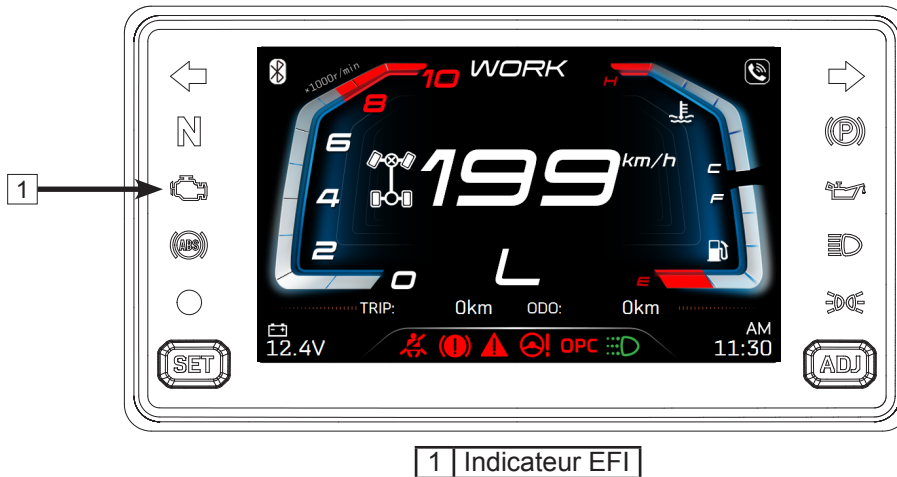 ×1000r/min
10
WORK
H
8
N
6
199
km/h
(P)
C
1
4
F
(ABS)
2
L
0
E
TRIP: 0km ODO: 0km
12.4V
OPC
AM
11:30
SET
ADJ
1 Indicateur EFI